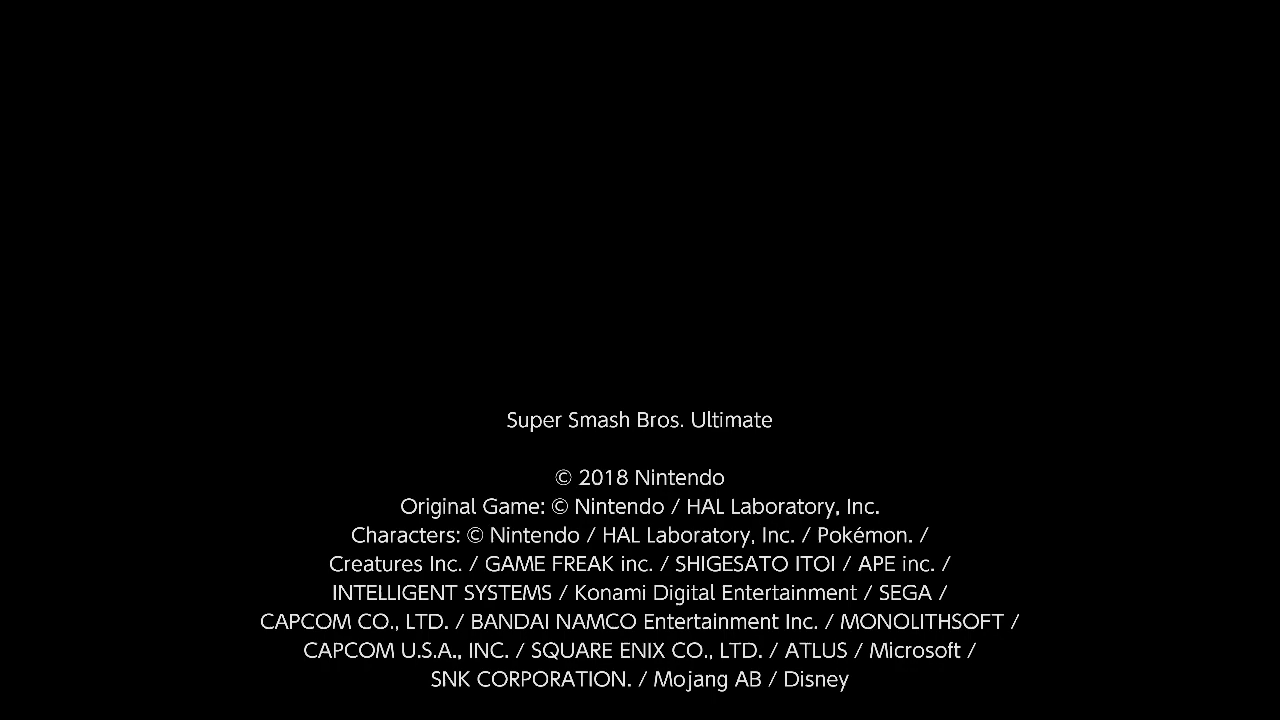 Super Smash Bros. Ultimate
© 2018 Nintendo
Original Game: © Nintendo / HAL Laboratory, Inc.
Characters: © Nintendo / HAL Laboratory, Inc. / Pokémon. /
Creatures Inc. / GAME FREAK inc. / SHIGESATO ITOI / APE inc. /
INTELLIGENT SYSTEMS / Konami Digital Entertainment / SEGA /
CAPCOM CO., LTD. / BANDAI NAMCO Entertainment Inc. / MONOLITHSOFT /
CAPCOM U.S.A., INC. / SQUARE ENIX CO., LTD. / ATLUS / Microsoft /
SNK CORPORATION. / Mojang AB / Disney